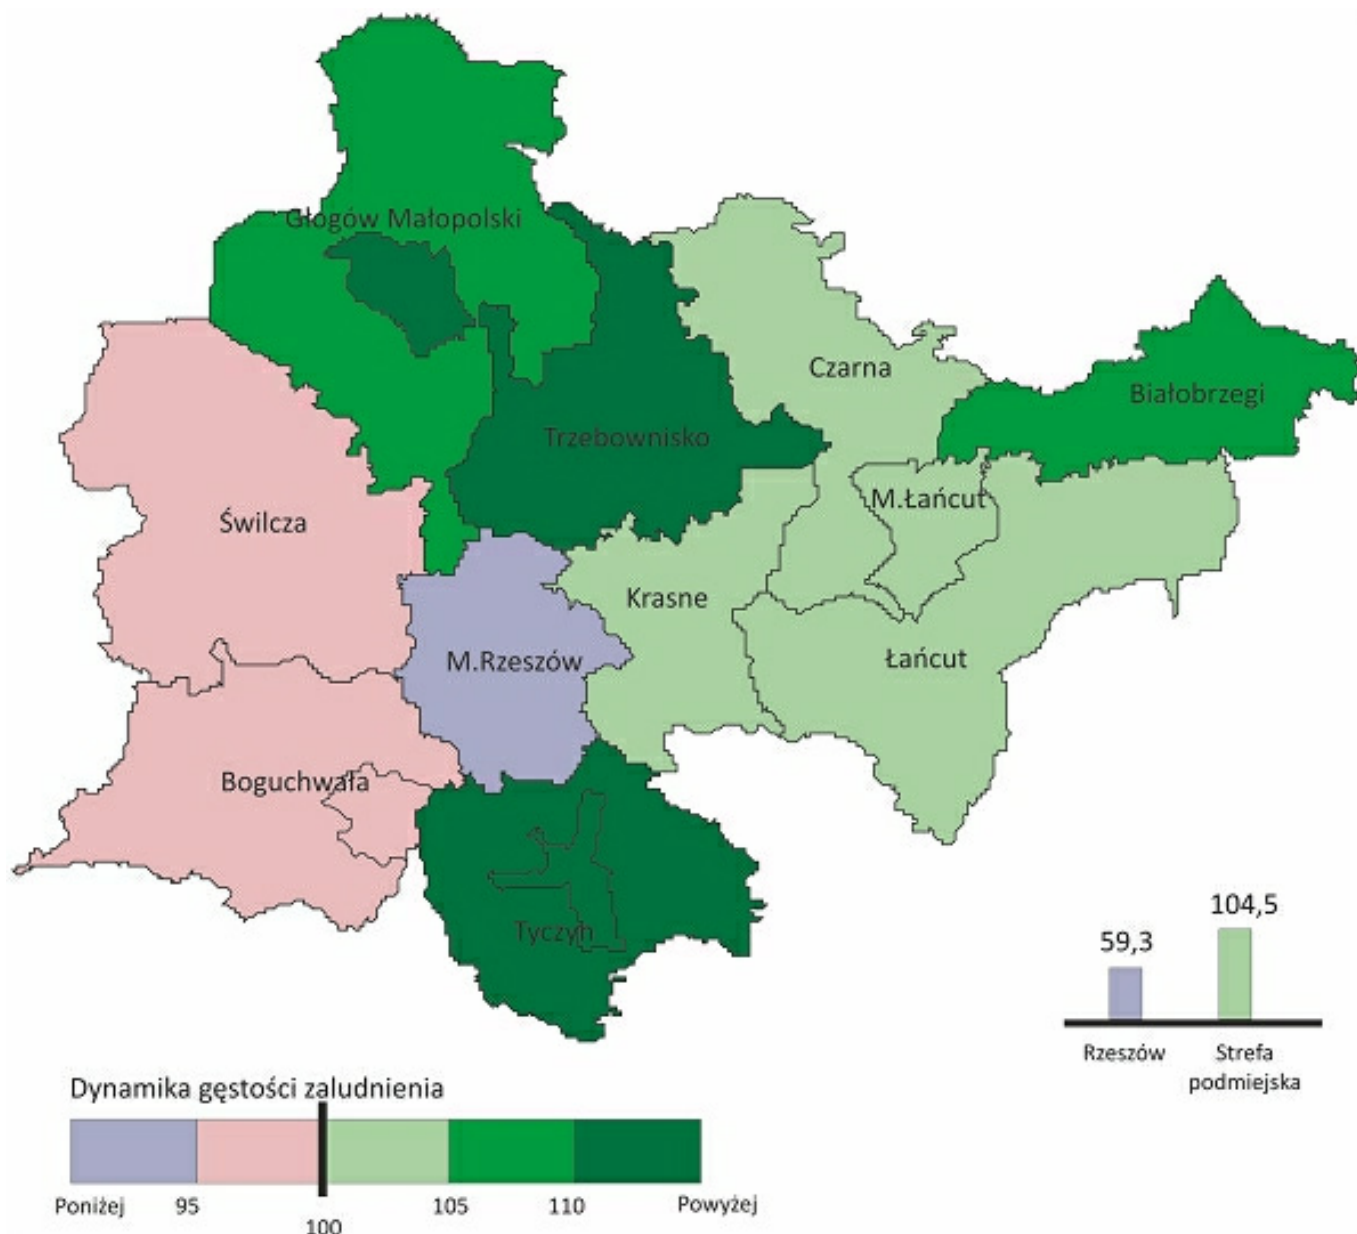 Głogów Małopolski
Czarna
Białobrzegi
Trzebownisko
M.Łańcut
Świlcza
Krasne
M.Rzeszów
Łańcut
Boguchwała
Tyczyn
104,5
59,3
Rzeszów
Strefa
podmiejska
Dynamika gęstości zaludnienia
Poniżej 95 100 105 110 Powyżej